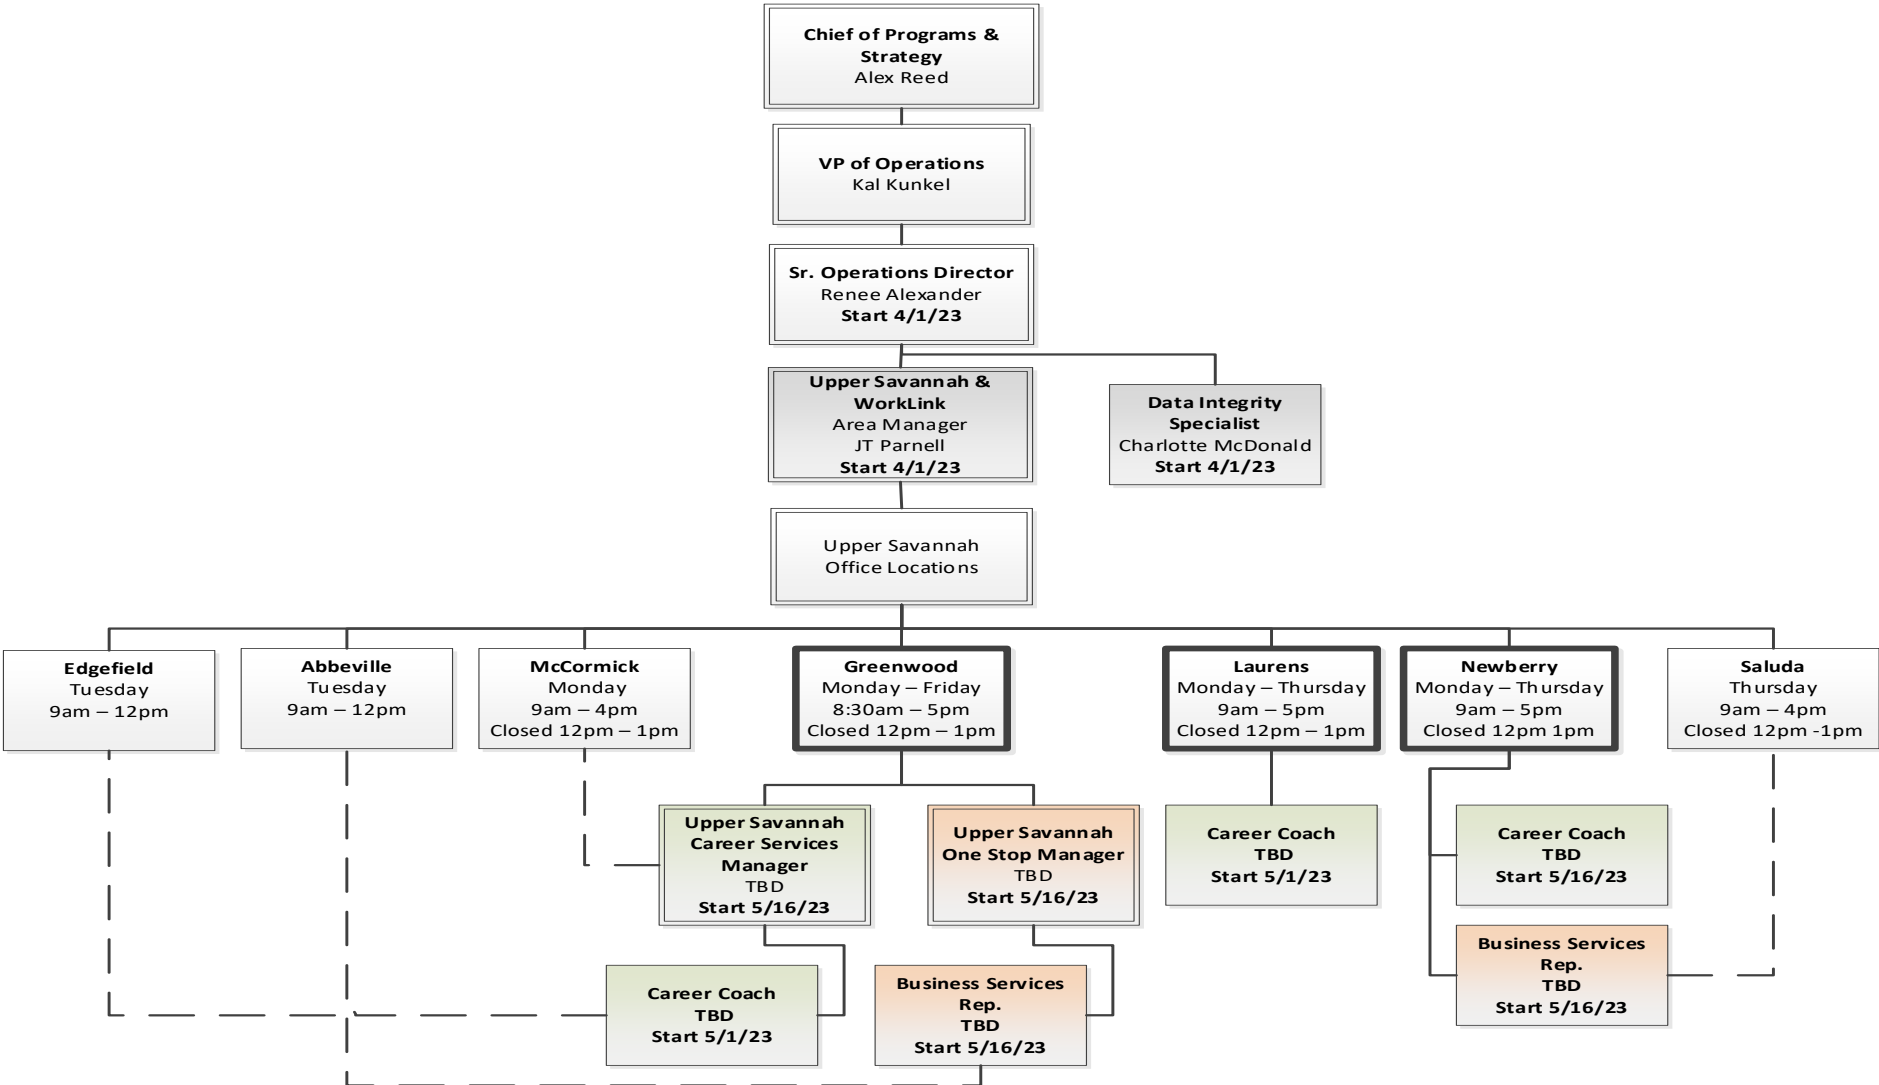 Chief of Programs &
Strategy
Alex Reed
VP of Operations
Kal Kunkel
Sr. Operations Director
Renee Alexander
Start 4/1/23
Upper Savannah &
WorkLink
Area Manager
JT Parnell
Start 4/1/23
Data Integrity
Specialist
Charlotte McDonald
Start 4/1/23
Upper Savannah
Office Locations
Edgefield
Tuesday
9am – 12pm
Abbeville
Tuesday
9am – 12pm
McCormick
Monday
9am – 4pm
Closed 12pm – 1pm
Greenwood
Monday – Friday
8:30am – 5pm
Closed 12pm – 1pm
Laurens
Monday – Thursday
9am – 5pm
Closed 12pm – 1pm
Newberry
Monday – Thursday
9am – 5pm
Closed 12pm 1pm
Saluda
Thursday
9am – 4pm
Closed 12pm -1pm
Upper Savannah
Career Services
Manager
TBD
Start 5/16/23
Upper Savannah
One Stop Manager
TBD
Start 5/16/23
Career Coach
TBD
Start 5/1/23
Career Coach
TBD
Start 5/16/23
Business Services
Rep.
TBD
Start 5/16/23
Career Coach
TBD
Start 5/1/23
Business Services
Rep.
TBD
Start 5/16/23